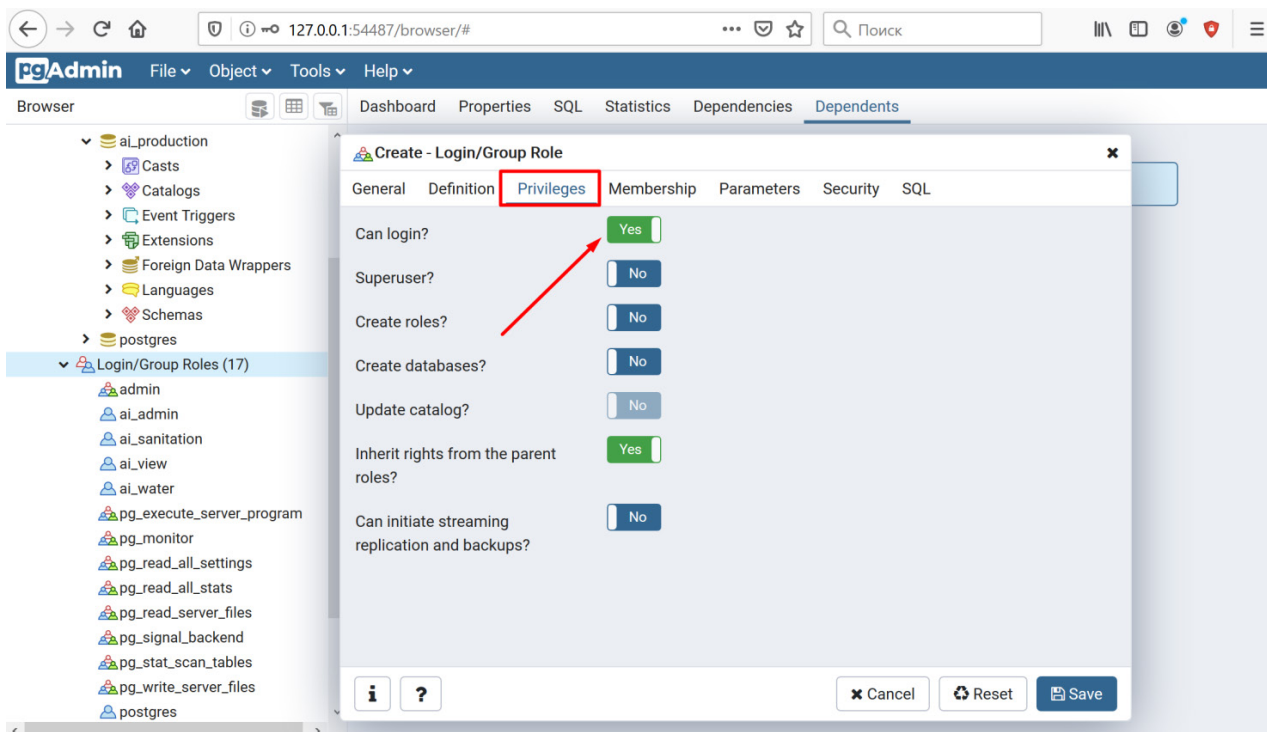 127.0.0.1:54487/browser/#
Поиск
pgAdmin File Object Tools Help
Browser
Dashboard Properties SQL Statistics Dependencies Dependents
ai_production
Casts
Catalogs
Event Triggers
Extensions
Foreign Data Wrappers
Languages
Schemas
postgres
Login/Group Roles (17)
admin
ai_admin
ai_sanitation
ai_view
ai_water
pg_execute_server_program
pg_monitor
pg_read_all_settings
pg_read_all_stats
pg_read_server_files
pg_signal_backend
pg_stat_scan_tables
pg_write_server_files
postgres
Create - Login/Group Role
General Definition Privileges Membership Parameters Security SQL
Can login? Yes
Superuser? No
Create roles? No
Create databases? No
Update catalog? No
Inherit rights from the parent Yes
roles?
Can initiate streaming No
replication and backups?
i ? Cancel Reset Save